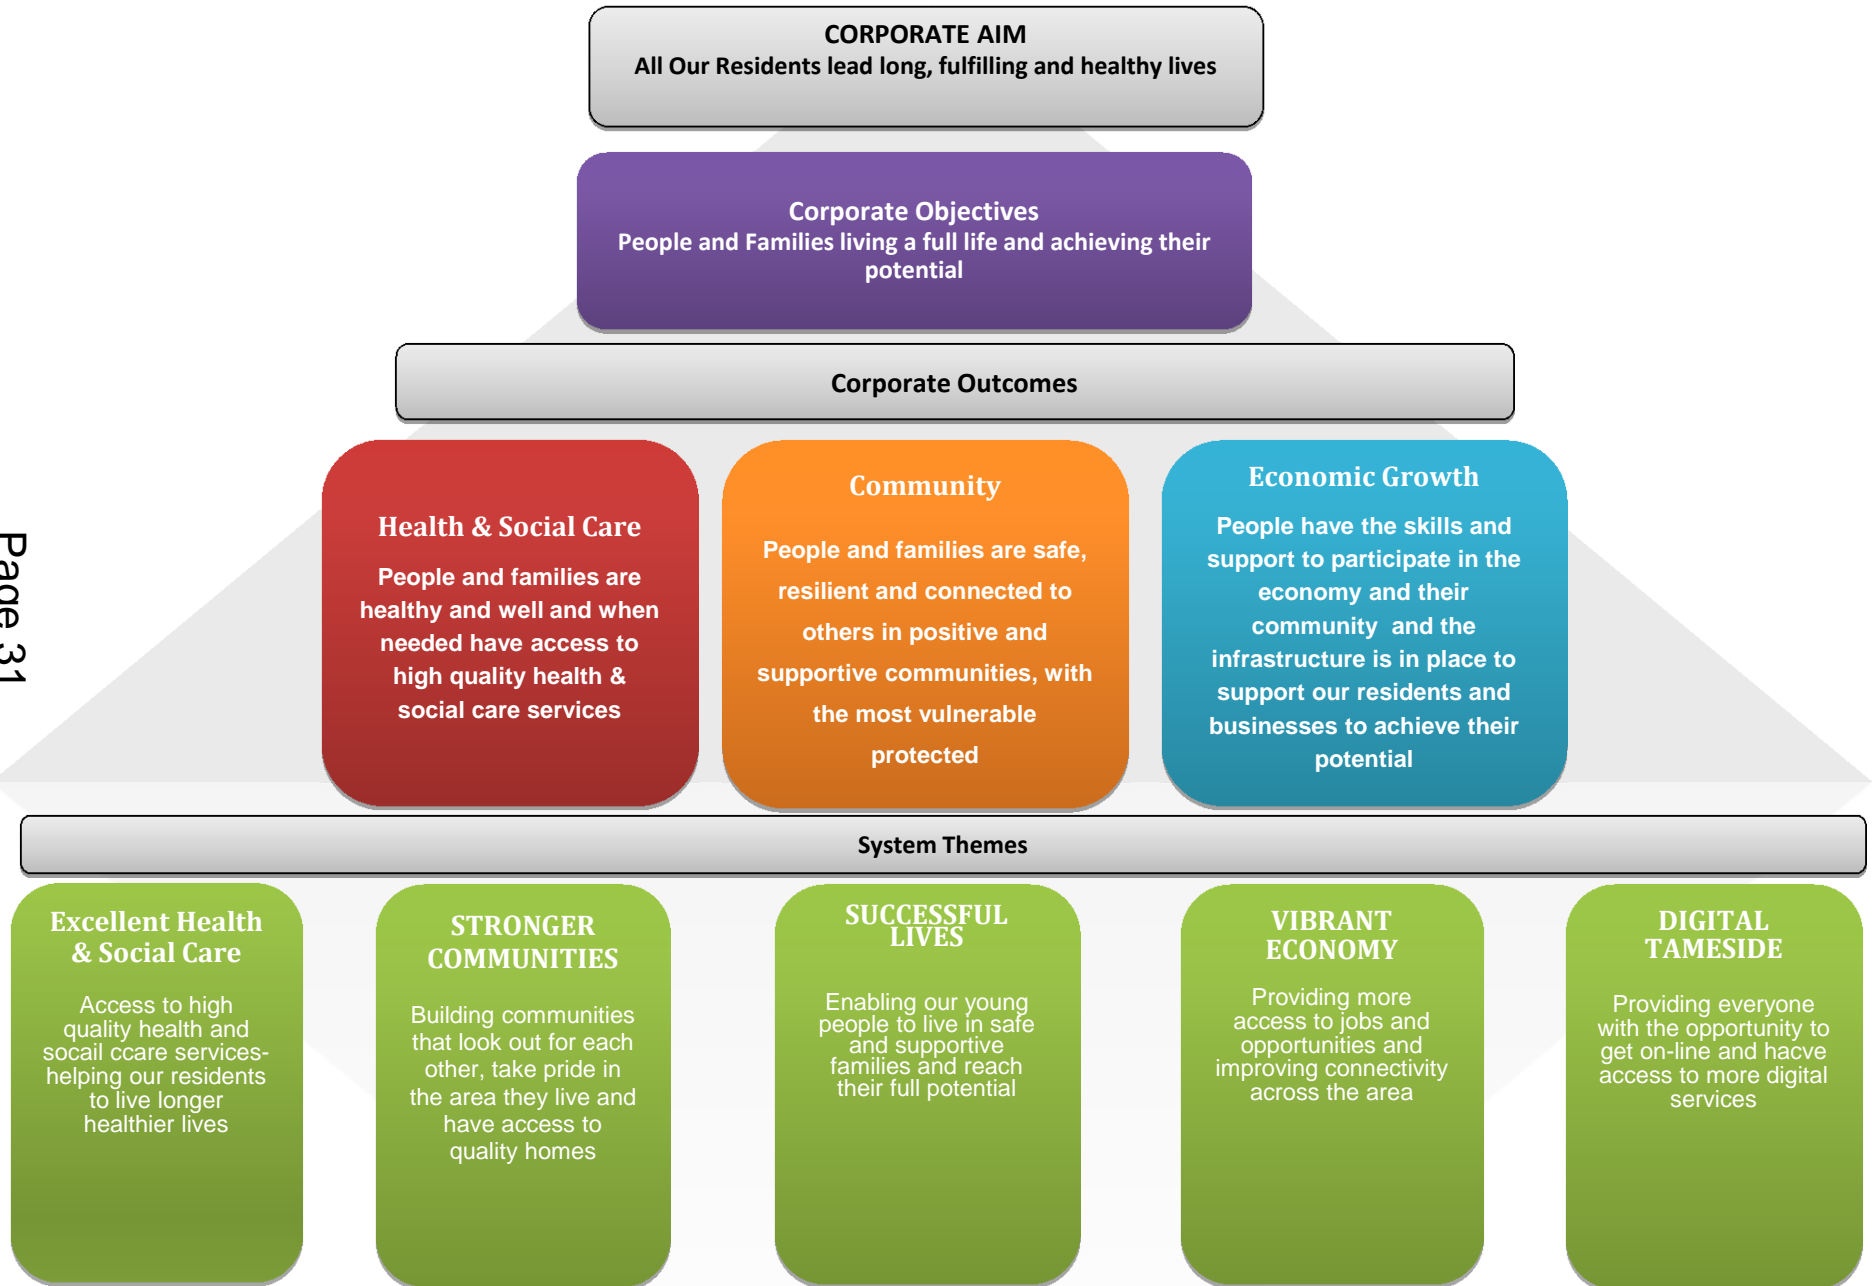 CORPORATE AIM
All Our Residents lead long, fulfilling and healthy lives
Corporate Objectives
People and Families living a full life and achieving their
potential
Corporate Outcomes
Health & Social Care
People and families are
healthy and well and when
needed have access to
high quality health &
social care services
Community
People and families are safe,
resilient and connected to
others in positive and
supportive communities, with
the most vulnerable
protected
Economic Growth
People have the skills and
support to participate in the
economy and their
community and the
infrastructure is in place to
support our residents and
businesses to achieve their
potential
Page 31
System Themes
Excellent Health
& Social Care
Access to high
quality health and
socail ccare services-
helping our residents
to live longer
healthier lives
STRONGER
COMMUNITIES
Building communities
that look out for each
other, take pride in
the area they live and
have access to
quality homes
SUCCESSFUL
LIVES
Enabling our young
people to live in safe
and supportive
families and reach
their full potential
VIBRANT
ECONOMY
Providing more
access to jobs and
opportunities and
improving connectivity
across the area
DIGITAL
TAMESIDE
Providing everyone
with the opportunity to
get on-line and hacve
access to more digital
services